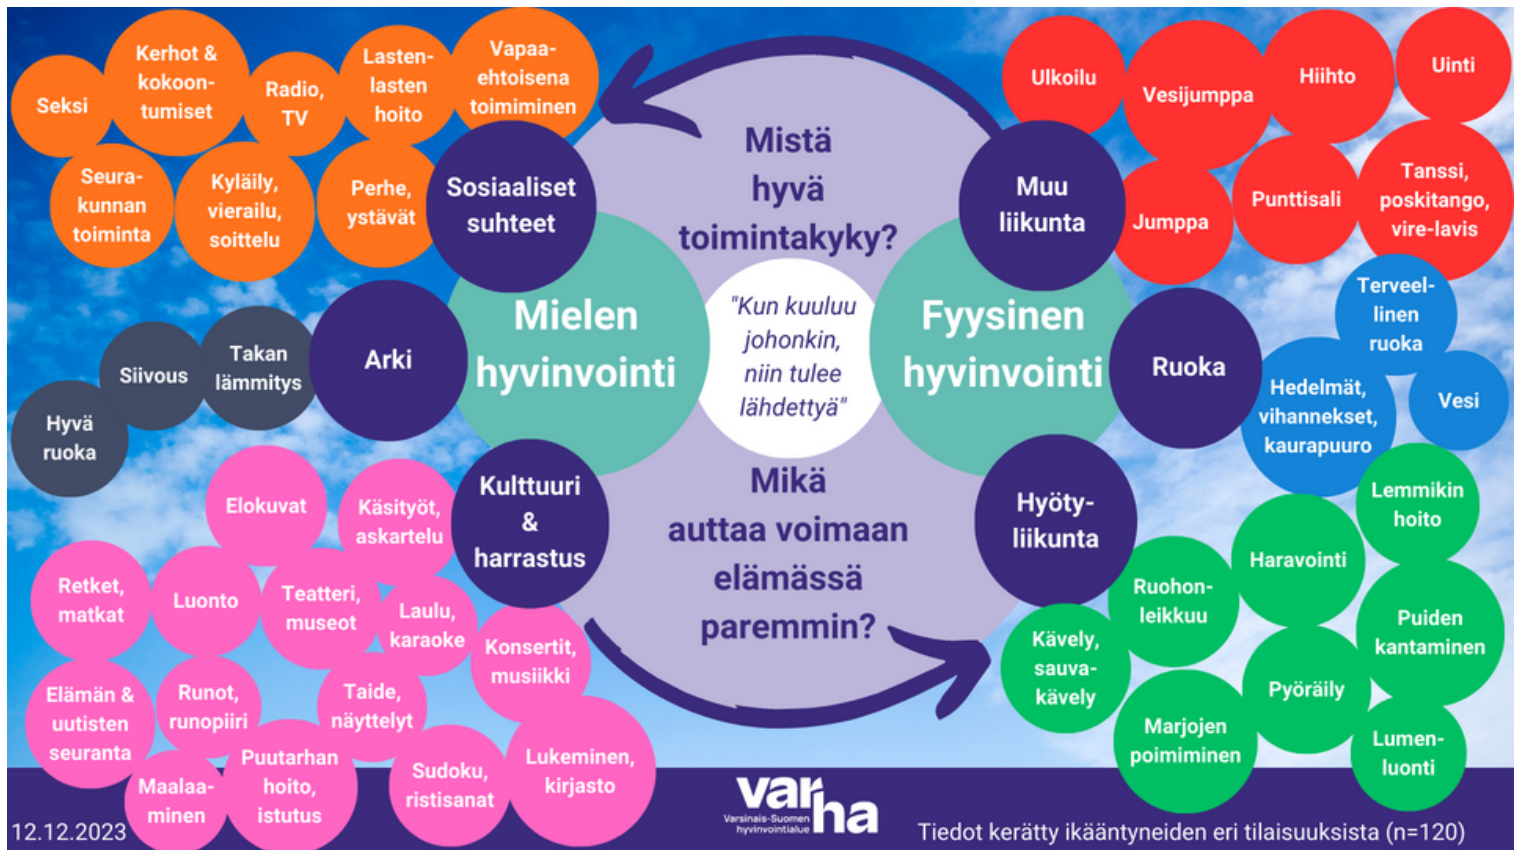 Seksi
Kerhot &
kokoon-
tumiset
Radio,
TV
Lasten-
lasten
hoito
Vapaa-
ehtoisena
toimiminen
Seura-
kunnan
toiminta
Kyläily,
vierailu,
soittelu
Perhe,
ystävät
Sosiaaliset
suhteet
Mistä
hyvä
toimintakyky?
Muu
liikunta
Ulkoilu
Vesijumppa
Hiihto
Uinti
Jumppa
Punttisali
Tanssi,
poskitango,
vire-lavis
Hyvä
ruoka
Siivous
Takan
lämmitys
Arki
Mielen
hyvinvointi
"Kun kuuluu
johonkin,
niin tulee
lähdettyä"
Fyysinen
hyvinvointi
Ruoka
Terveel-
linen
ruoka
Hedelmät,
vihannekset,
kaurapuuro
Vesi
Kulttuuri
&
harrastus
Mikä
auttaa voimaan
elämässä
paremmin?
Hyöty-
liikunta
Elokuvat
Käsityöt,
askartelu
Retket,
matkat
Luonto
Teatteri,
museot
Laulu,
karaoke
Konsertit,
musiikki
Elämän &
uutisten
seuranta
Runot,
runopiiri
Taide,
näyttelyt
Maalaa-
minen
Puutarhan
hoito,
istutus
Sudoku,
ristisanat
Lukeminen,
kirjasto
Lemmikin
hoito
Haravointi
Ruohon-
leikkuu
Puiden
kantaminen
Kävely,
sauva-
kävely
Pyöräily
Marjojen
poimiminen
Lumen-
luonti
12.12.2023
varha
Varsinais-Suomen
hyvinvointialue
Tiedot kerätty ikääntyneiden eri tilaisuuksista (n=120)